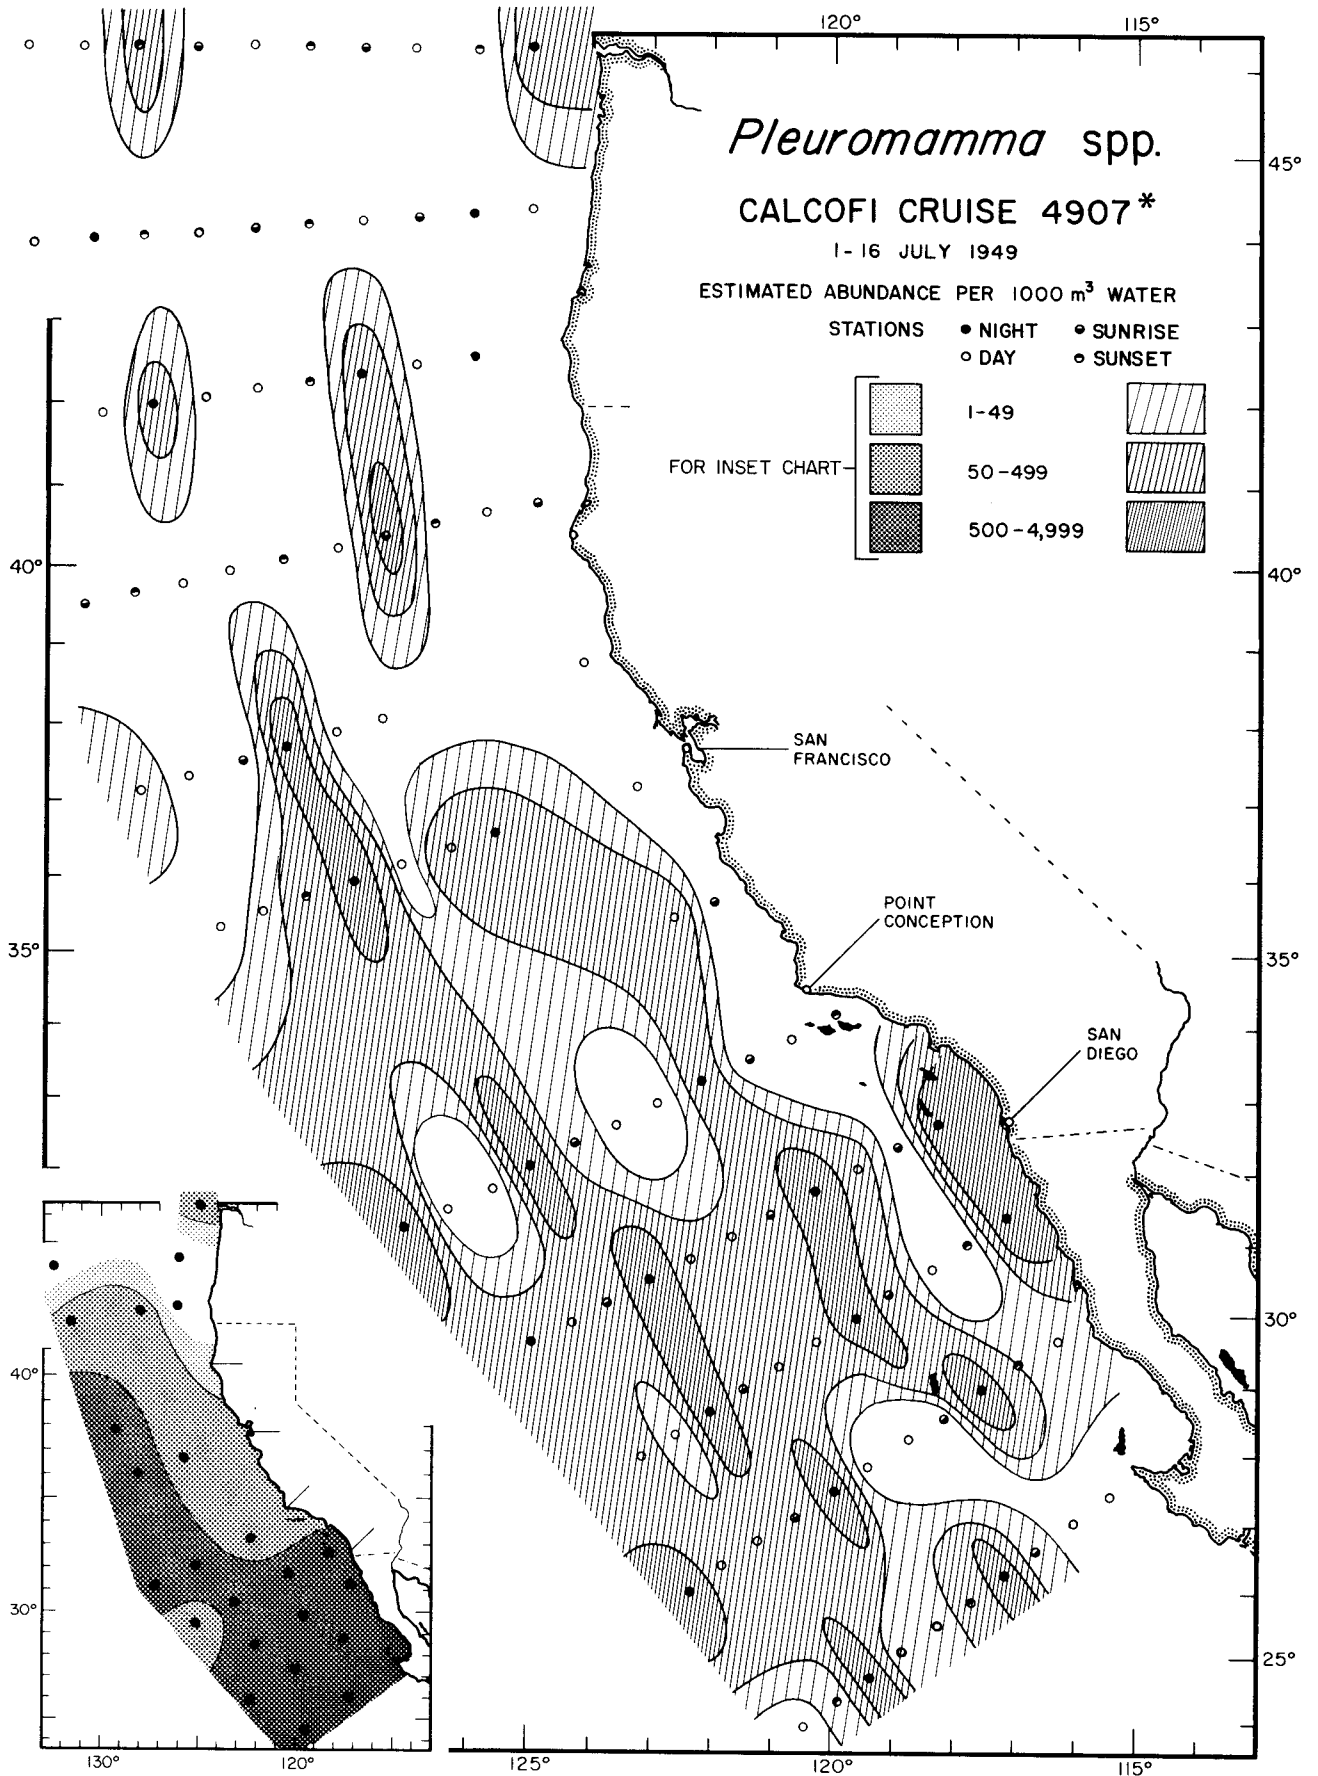 120° 115°
Pleuromamma spp.
45°
CALCOFI CRUISE 4907*
1-16 JULY 1949
ESTIMATED ABUNDANCE PER 1000 m³ WATER
STATIONS NIGHT SUNRISE
DAY SUNSET
1-49
FOR INSET CHART 50-499
500-4,999
40° 40°
SAN
FRANCISCO
POINT
CONCEPTION
35° 35°
SAN
DIEGO
30°
40°
30°
25°
130° 120° 125° 120° 115°